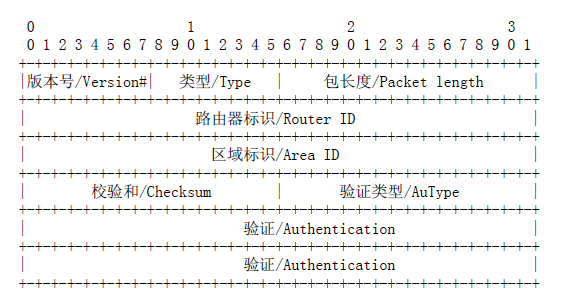 0 1 2 3
0 1 2 3 4 5 6 7 8 9 0 1 2 3 4 5 6 7 8 9 0 1 2 3 4 5 6 7 8 9 0 1
+-+-+-+-+-+-+-+-+-+-+-+-+-+-+-+-+-+-+-+-+-+-+-+-+-+-+-+-+-+-+-+-+
|版本号/Version#| 类型/Type | 包长度/Packet length |
+-+-+-+-+-+-+-+-+-+-+-+-+-+-+-+-+-+-+-+-+-+-+-+-+-+-+-+-+-+-+-+-+
| 路由器标识/Router ID |
+-+-+-+-+-+-+-+-+-+-+-+-+-+-+-+-+-+-+-+-+-+-+-+-+-+-+-+-+-+-+-+-+
| 区域标识/Area ID |
+-+-+-+-+-+-+-+-+-+-+-+-+-+-+-+-+-+-+-+-+-+-+-+-+-+-+-+-+-+-+-+-+
| 校验和/Checksum | 验证类型/AuType |
+-+-+-+-+-+-+-+-+-+-+-+-+-+-+-+-+-+-+-+-+-+-+-+-+-+-+-+-+-+-+-+-+
| 验证/Authentication |
+-+-+-+-+-+-+-+-+-+-+-+-+-+-+-+-+-+-+-+-+-+-+-+-+-+-+-+-+-+-+-+-+
| 验证/Authentication |
+-+-+-+-+-+-+-+-+-+-+-+-+-+-+-+-+-+-+-+-+-+-+-+-+-+-+-+-+-+-+-+-+